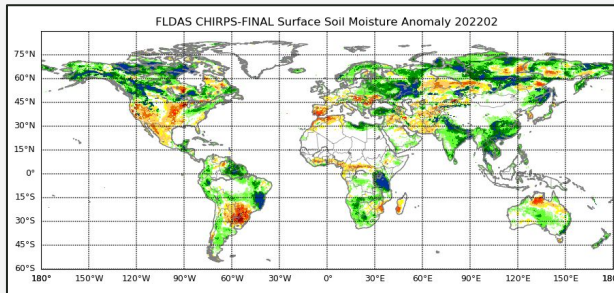 FLDAS CHIRPS-FINAL Surface Soil Moisture Anomaly 202202
75°N
60°N
45°N
30°N
15°N
0°
15°S
30°S
45°S
60°S
180° 150°W 120°W 90°W 60°W 30°W 0° 30°E 60°E 90°E 120°E 150°E 180°